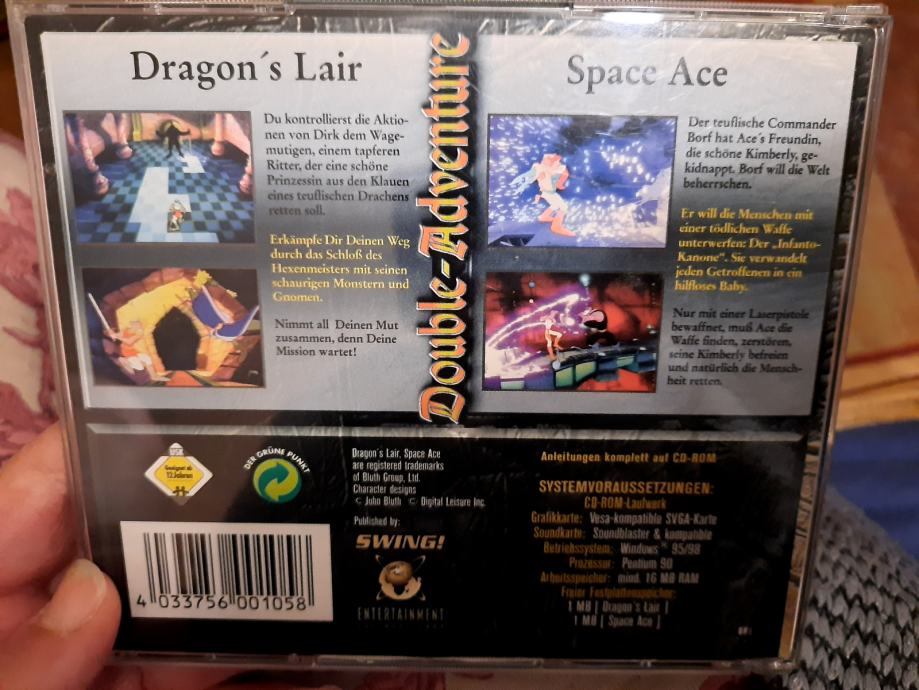 Dragon´s Lair
Du kontrollierst die Aktio-
nen von Dirk dem Wage-
mutigen, einem tapferen
Ritter, der eine schöne
Prinzessin aus den Klauen
eines teuflischen Drachens
retten soll.
Erkämpfe Dir Deinen Weg
durch das Schloß des
Hexenmeisters mit seinen
schaurigen Monstern und
Gnomen.
Nimmt all Deinen Mut
zusammen, denn Deine
Mission wartet!
Double-Adventure
Space Ace
Der teuflische Commander
Borf hat Ace´s Freundin,
die schöne Kimberly, ge-
kidnappt. Borf will die Welt
beherrschen.
Er will die Menschen mit
einer tödlichen Waffe
unterwerfen: Der „Infanto-
Kanone“. Sie verwandelt
jeden Getroffenen in ein
hilfloses Baby.
Nur mit einer Laserpistole
bewaffnet, muß Ace die
Waffe finden, zerstören,
seine Kimberly befreien
und natürlich die Mensch-
heit retten.
USK
Geeignet ab
12 Jahren
DER GRÜNE PUNKT
4 033756 001058
Dragon´s Lair, Space Ace
are registered trademarks
of Bluth Group, Ltd.
Character designs
© John Bluth © Digital Leisure Inc.
Published by:
SWING!
ENTERTAINMENT
Anleitungen komplett auf CD-ROM
SYSTEMVORAUSSETZUNGEN:
CD-ROM-Laufwerk
Grafikkarte: Vesa-kompatible SVGA-Karte
Soundkarte: Soundblaster & kompatible
Betriebssystem: Windows® 95/98
Prozessor: Pentium 90
Arbeitsspeicher: mind. 16 MB RAM
Freier Festplattenspeicher:
1 MB [ Dragon´s Lair ]
1 MB [ Space Ace ]